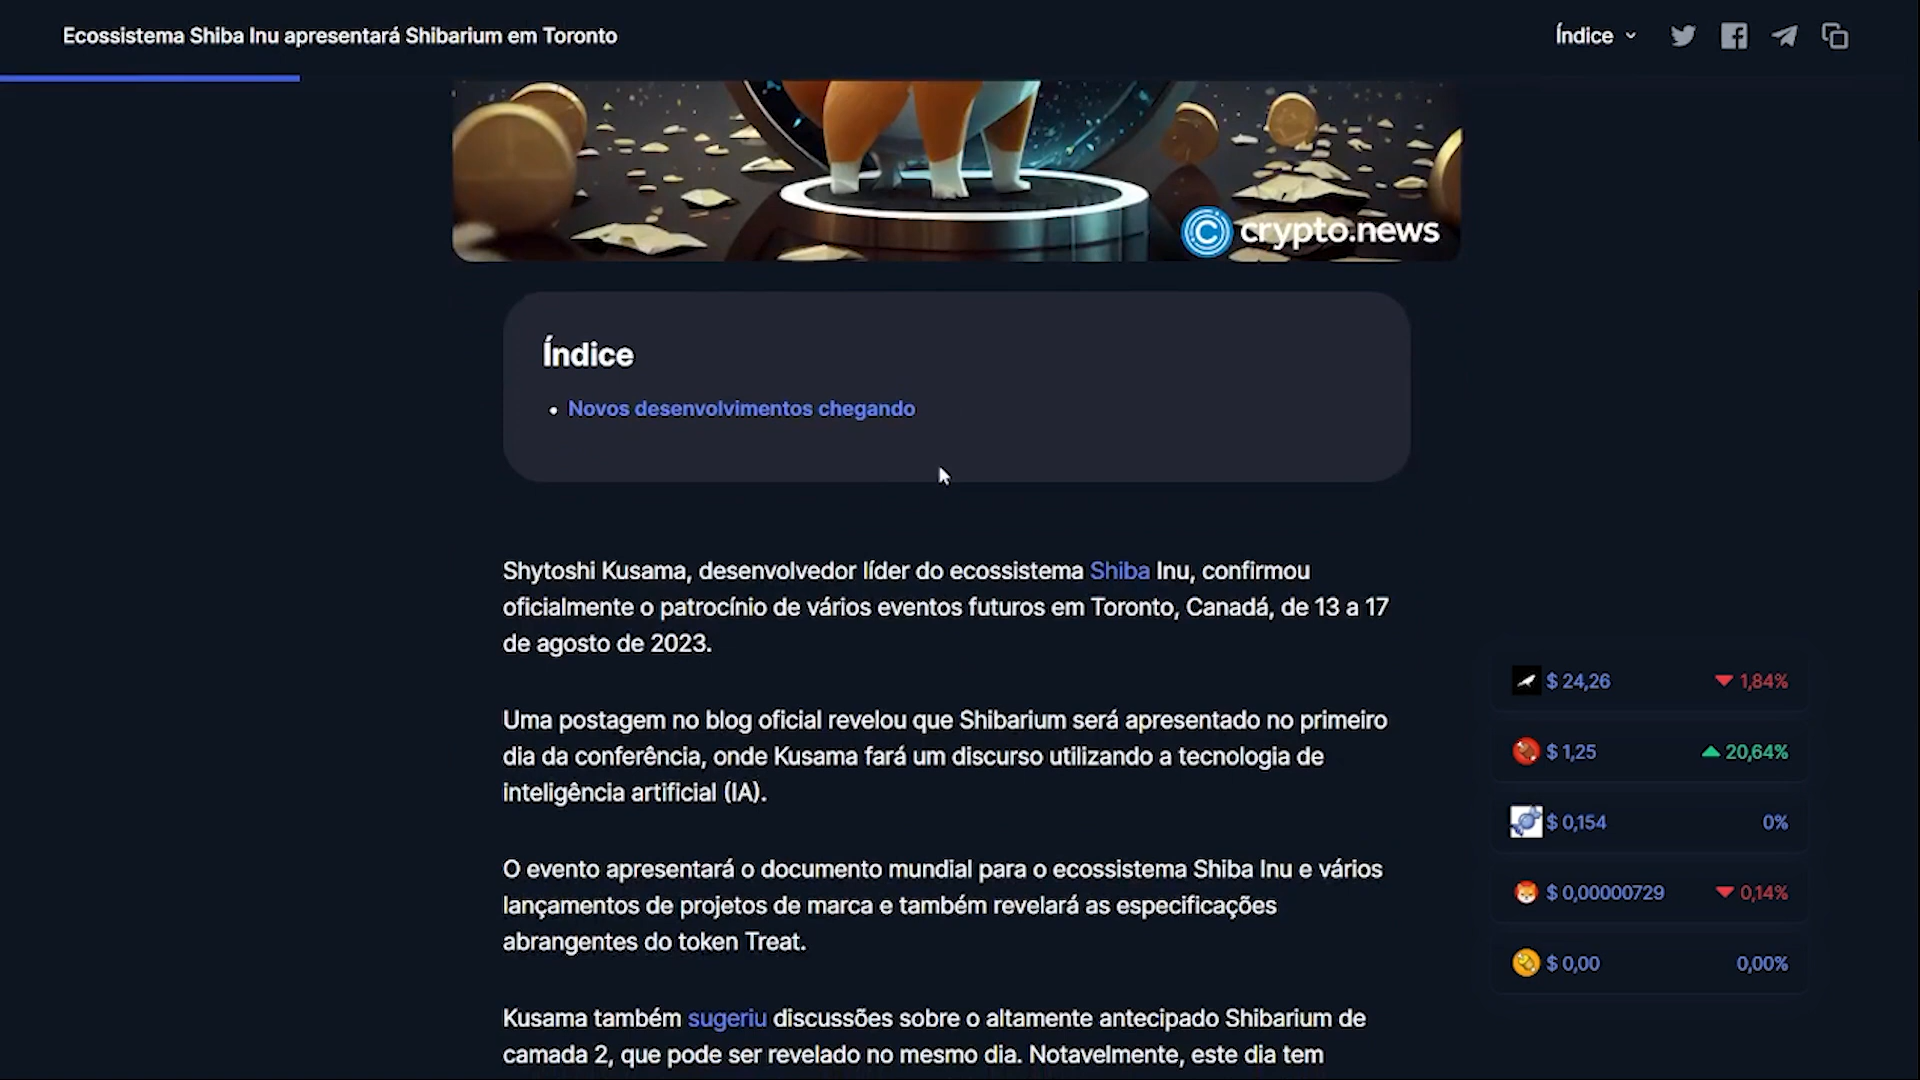 Ecossistema Shiba Inu apresentará Shibarium em Toronto
Índice
crypto.news
Índice
Novos desenvolvimentos chegando
Shytoshi Kusama, desenvolvedor líder do ecossistema Shiba Inu, confirmou
oficialmente o patrocínio de vários eventos futuros em Toronto, Canadá, de 13 a 17
de agosto de 2023.
Uma postagem no blog oficial revelou que Shibarium será apresentado no primeiro
dia da conferência, onde Kusama fará um discurso utilizando a tecnologia de
inteligência artificial (IA).
O evento apresentará o documento mundial para o ecossistema Shiba Inu e vários
lançamentos de projetos de marca e também revelará as especificações
abrangentes do token Treat.
Kusama também sugeriu discussões sobre o altamente antecipado Shibarium de
camada 2, que pode ser revelado no mesmo dia. Notavelmente, este dia tem
$ 24,26 1,84%
$ 1,25 20,64%
$ 0,154 0%
$ 0,00000729 0,14%
$ 0,00 0,00%